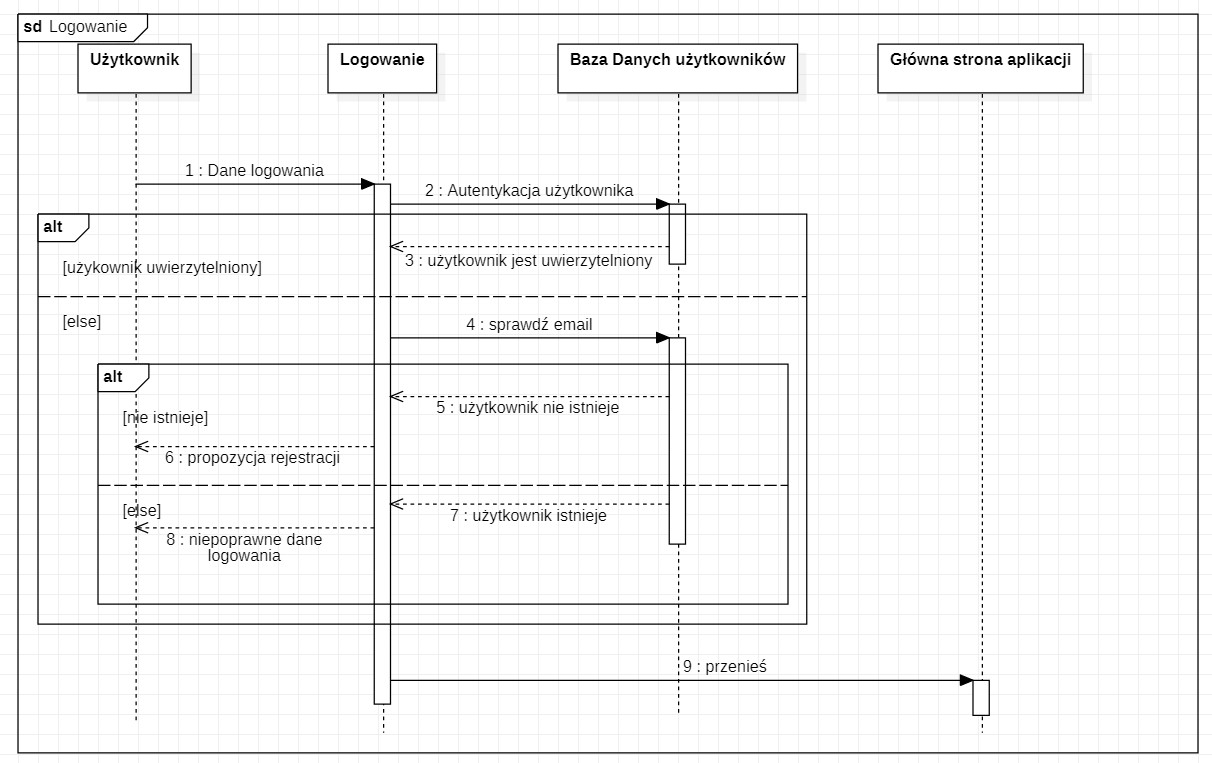 sd Logowanie
Użytkownik
Logowanie
Baza Danych użytkowników
Główna strona aplikacji
1 : Dane logowania
2 : Autentykacja użytkownika
alt
3 : użytkownik jest uwierzytelniony
[użykownik uwierzytelniony]
[else]
4 : sprawdź email
alt
5 : użytkownik nie istnieje
[nie istnieje]
6 : propozycja rejestracji
[else]
7 : użytkownik istnieje
8 : niepoprawne dane
logowania
9 : przenieś